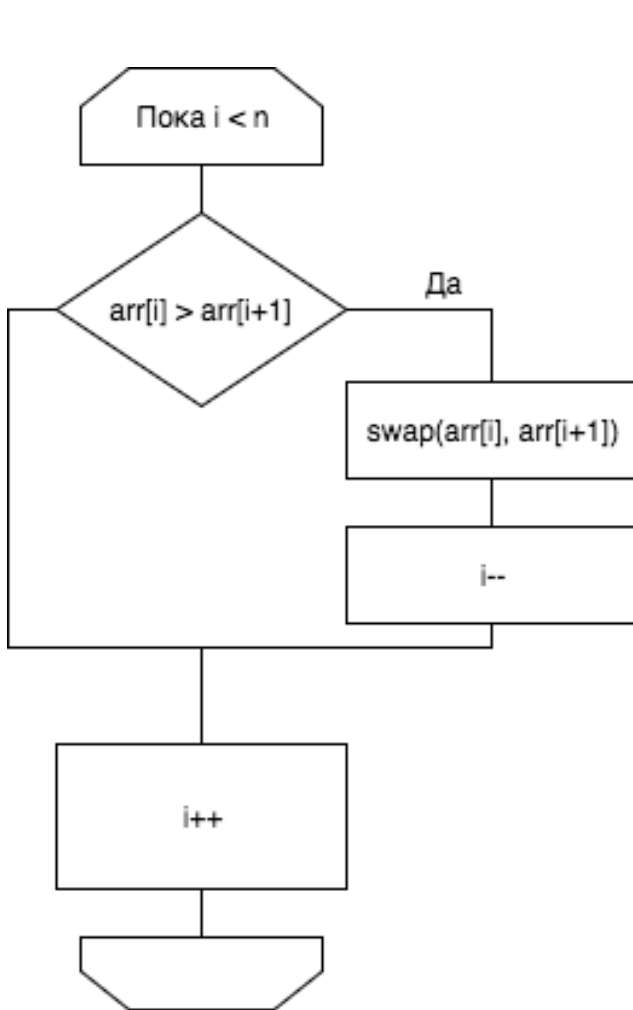 Пока i < n
arr[i] > arr[i+1]
Да
swap(arr[i], arr[i+1])
i--
i++